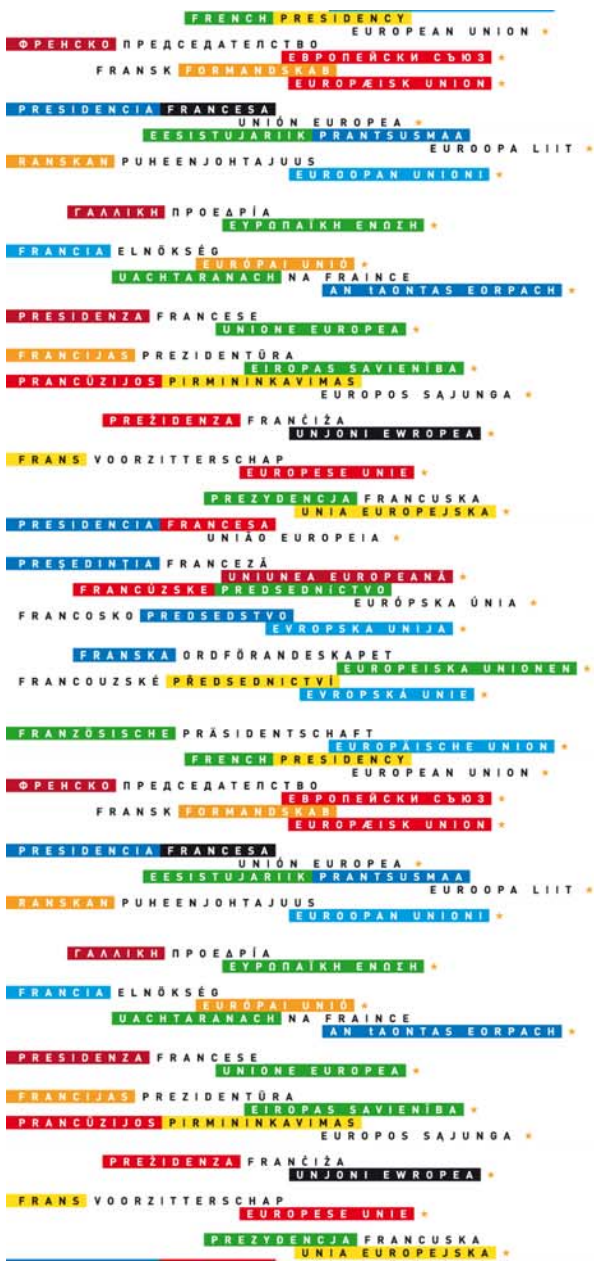 FRENCH PRESIDENCY
EUROPEAN UNION
ФРЕНСКО ПРЕДСЕДАТЕЛСТВО
ЕВРОПЕЙСКИ СЪЮЗ
FRANSK FORMANDSKAB
EUROPÆISK UNION
PRESIDENCIA FRANCESA
UNIÓN EUROPEA
EESISTUJARIIK PRANTSUSMAA
EUROOPA LIIT
RANSKAN PUHEENJOHTAJUUS
EUROOPAN UNIONI
ΓΑΛΛΙΚΗ ΠΡΟΕΔΡΊΑ
ΕΥΡΩΠΑΪΚΗ ΕΝΩΣΗ
FRANCIA ELNÖKSÉG
EURÓPAI UNIÓ
UACHTARANACH NA FRAINCE
AN tAONTAS EORPACH
PRESIDENZA FRANCESE
UNIONE EUROPEA
FRANCIJAS PREZIDENTŪRA
EIROPAS SAVIENĪBA
PRANCŪZIJOS PIRMININKAVIMAS
EUROPOS SĄJUNGA
PREŻIDENZA FRANĊIŻA
UNJONI EWROPEA
FRANS VOORZITTERSCHAP
EUROPESE UNIE
PREZYDENCJA FRANCUSKA
UNIA EUROPEJSKA
PRESIDENCIA FRANCESA
UNIÃO EUROPEIA
PREȘEDINȚIA FRANCEZĂ
UNIUNEA EUROPEANĂ
FRANCÚZSKE PREDSEDNÍCTVO
EURÓPSKA ÚNIA
FRANCOSKO PREDSEDSTVO
EVROPSKA UNIJA
FRANSKA ORDFÖRANDESKAPET
EUROPEISKA UNIONEN
FRANCOUZSKÉ PŘEDSEDNICTVÍ
EVROPSKÁ UNIE
FRANZÖSISCHE PRÄSIDENTSCHAFT
EUROPÄISCHE UNION
FRENCH PRESIDENCY
EUROPEAN UNION
ФРЕНСКО ПРЕДСЕДАТЕЛСТВО
ЕВРОПЕЙСКИ СЪЮЗ
FRANSK FORMANDSKAB
EUROPÆISK UNION
PRESIDENCIA FRANCESA
UNIÓN EUROPEA
EESISTUJARIIK PRANTSUSMAA
EUROOPA LIIT
RANSKAN PUHEENJOHTAJUUS
EUROOPAN UNIONI
ΓΑΛΛΙΚΗ ΠΡΟΕΔΡΊΑ
ΕΥΡΩΠΑΪΚΗ ΕΝΩΣΗ
FRANCIA ELNÖKSÉG
EURÓPAI UNIÓ
UACHTARANACH NA FRAINCE
AN tAONTAS EORPACH
PRESIDENZA FRANCESE
UNIONE EUROPEA
FRANCIJAS PREZIDENTŪRA
EIROPAS SAVIENĪBA
PRANCŪZIJOS PIRMININKAVIMAS
EUROPOS SĄJUNGA
PREŻIDENZA FRANĊIŻA
UNJONI EWROPEA
FRANS VOORZITTERSCHAP
EUROPESE UNIE
PREZYDENCJA FRANCUSKA
UNIA EUROPEJSKA